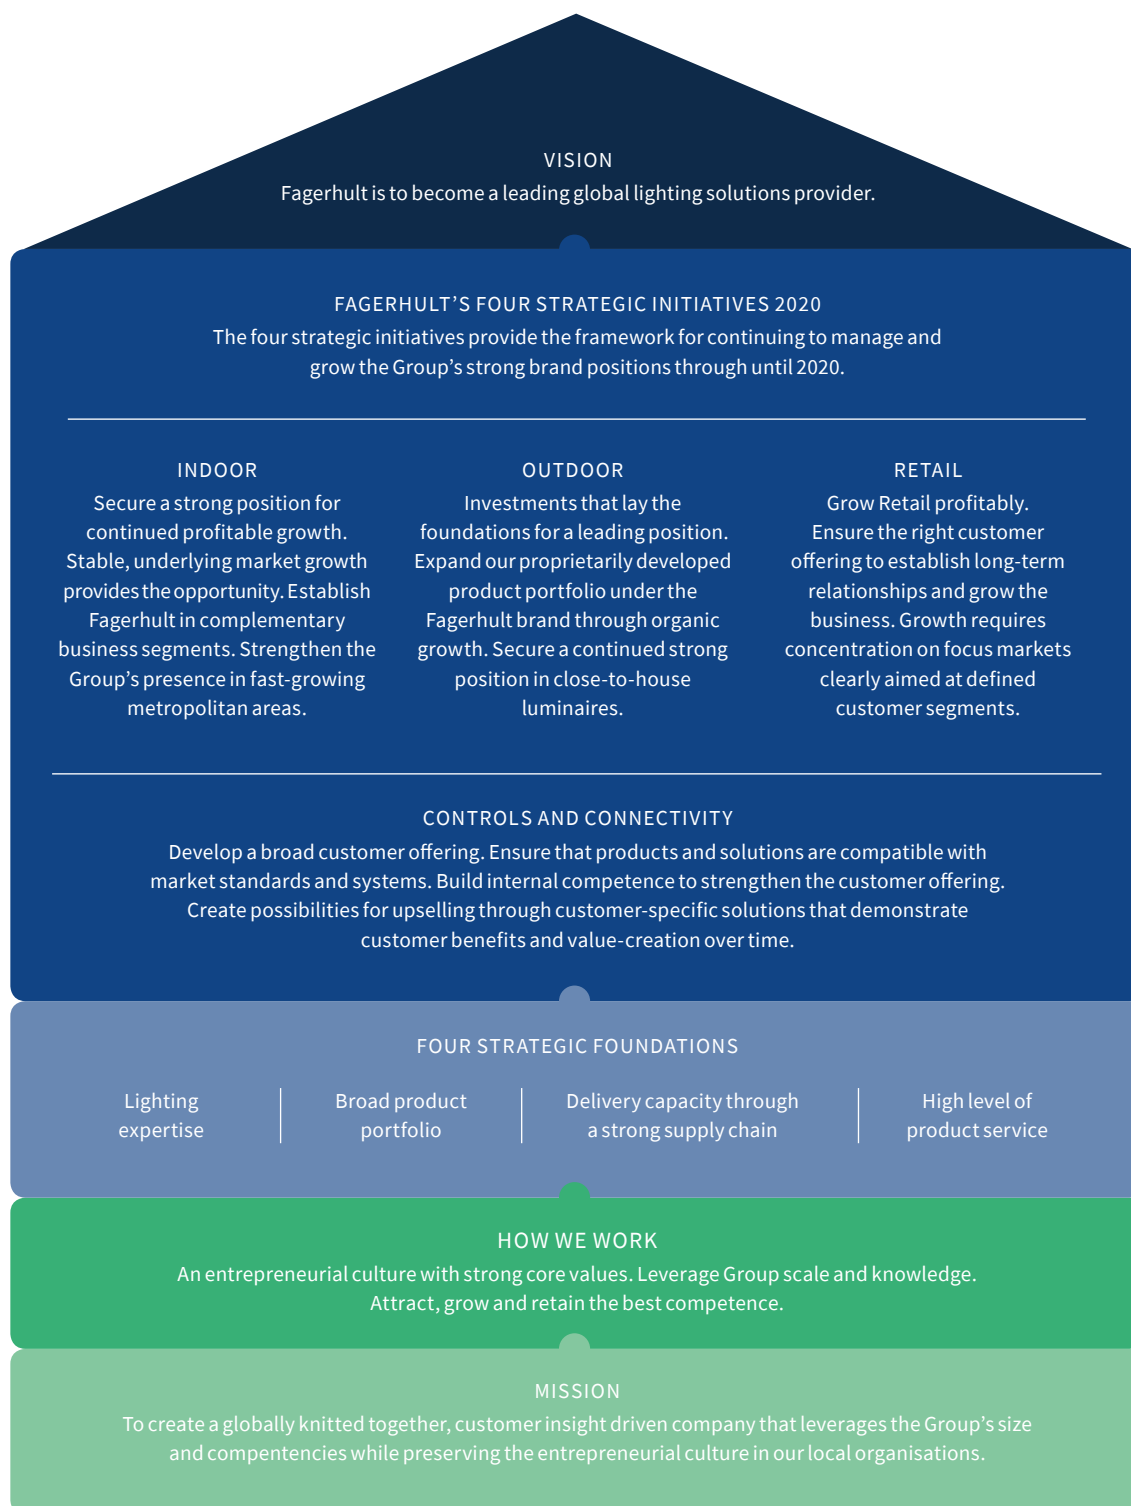 VISION
Fagerhult is to become a leading global lighting solutions provider.
FAGERHULT’S FOUR STRATEGIC INITIATIVES 2020
The four strategic initiatives provide the framework for continuing to manage and
grow the Group’s strong brand positions through until 2020.
INDOOR
Secure a strong position for
continued profitable growth.
Stable, underlying market growth
provides the opportunity. Establish
Fagerhult in complementary
business segments. Strengthen the
Group’s presence in fast-growing
metropolitan areas.
OUTDOOR
Investments that lay the
foundations for a leading position.
Expand our proprietarily developed
product portfolio under the
Fagerhult brand through organic
growth. Secure a continued strong
position in close-to-house
luminaires.
RETAIL
Grow Retail profitably.
Ensure the right customer
offering to establish long-term
relationships and grow the
business. Growth requires
concentration on focus markets
clearly aimed at defined
customer segments.
CONTROLS AND CONNECTIVITY
Develop a broad customer offering. Ensure that products and solutions are compatible with
market standards and systems. Build internal competence to strengthen the customer offering.
Create possibilities for upselling through customer-specific solutions that demonstrate
customer benefits and value-creation over time.
FOUR STRATEGIC FOUNDATIONS
Lighting
expertise
Broad product
portfolio
Delivery capacity through
a strong supply chain
High level of
product service
HOW WE WORK
An entrepreneurial culture with strong core values. Leverage Group scale and knowledge.
Attract, grow and retain the best competence.
MISSION
To create a globally knitted together, customer insight driven company that leverages the Group’s size
and compentencies while preserving the entrepreneurial culture in our local organisations.